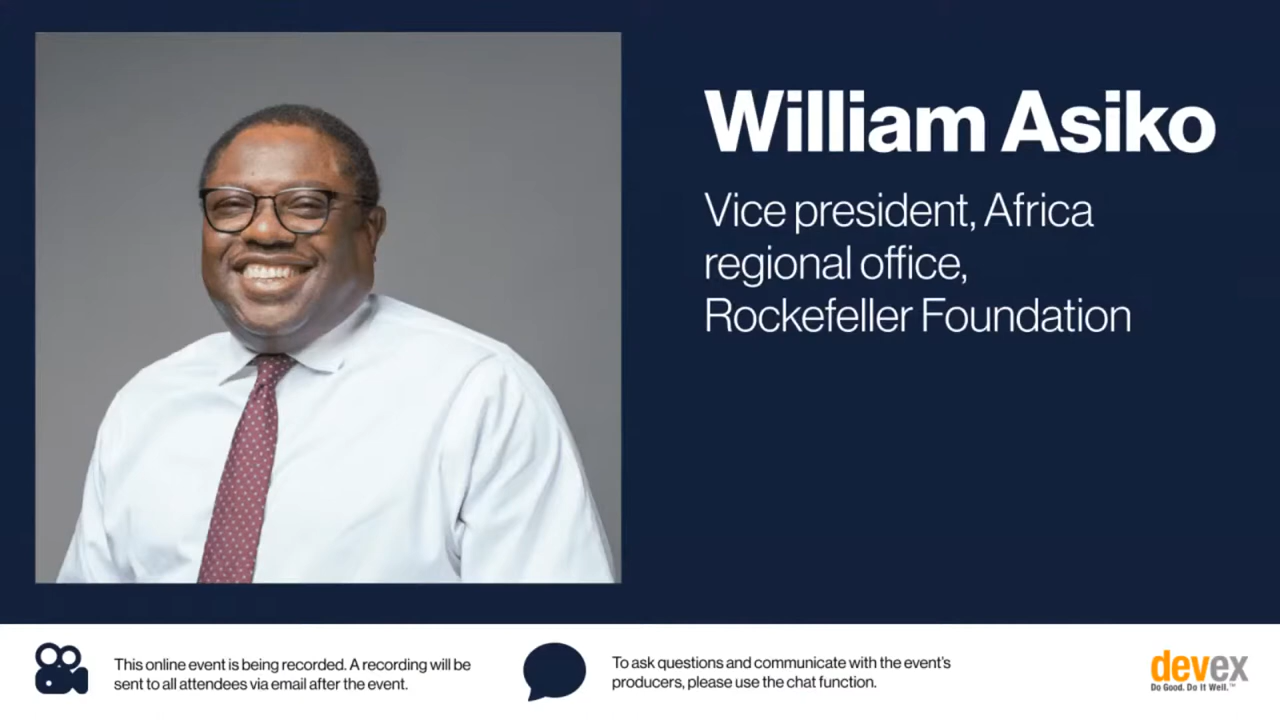 William Asiko
Vice president, Africa
regional office,
Rockefeller Foundation
This online event is being recorded. A recording will be
sent to all attendees via email after the event.
To ask questions and communicate with the event's
producers, please use the chat function.
devex
Do Good. Do It Well.™